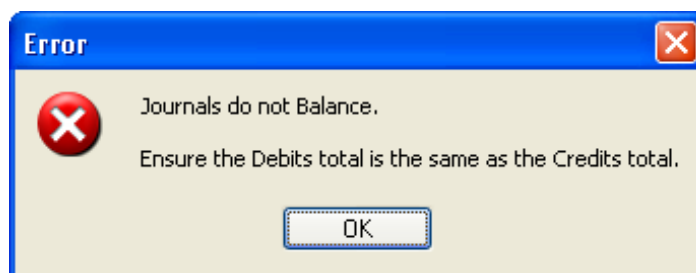 Error
Journals do not Balance.
Ensure the Debits total is the same as the Credits total.
OK